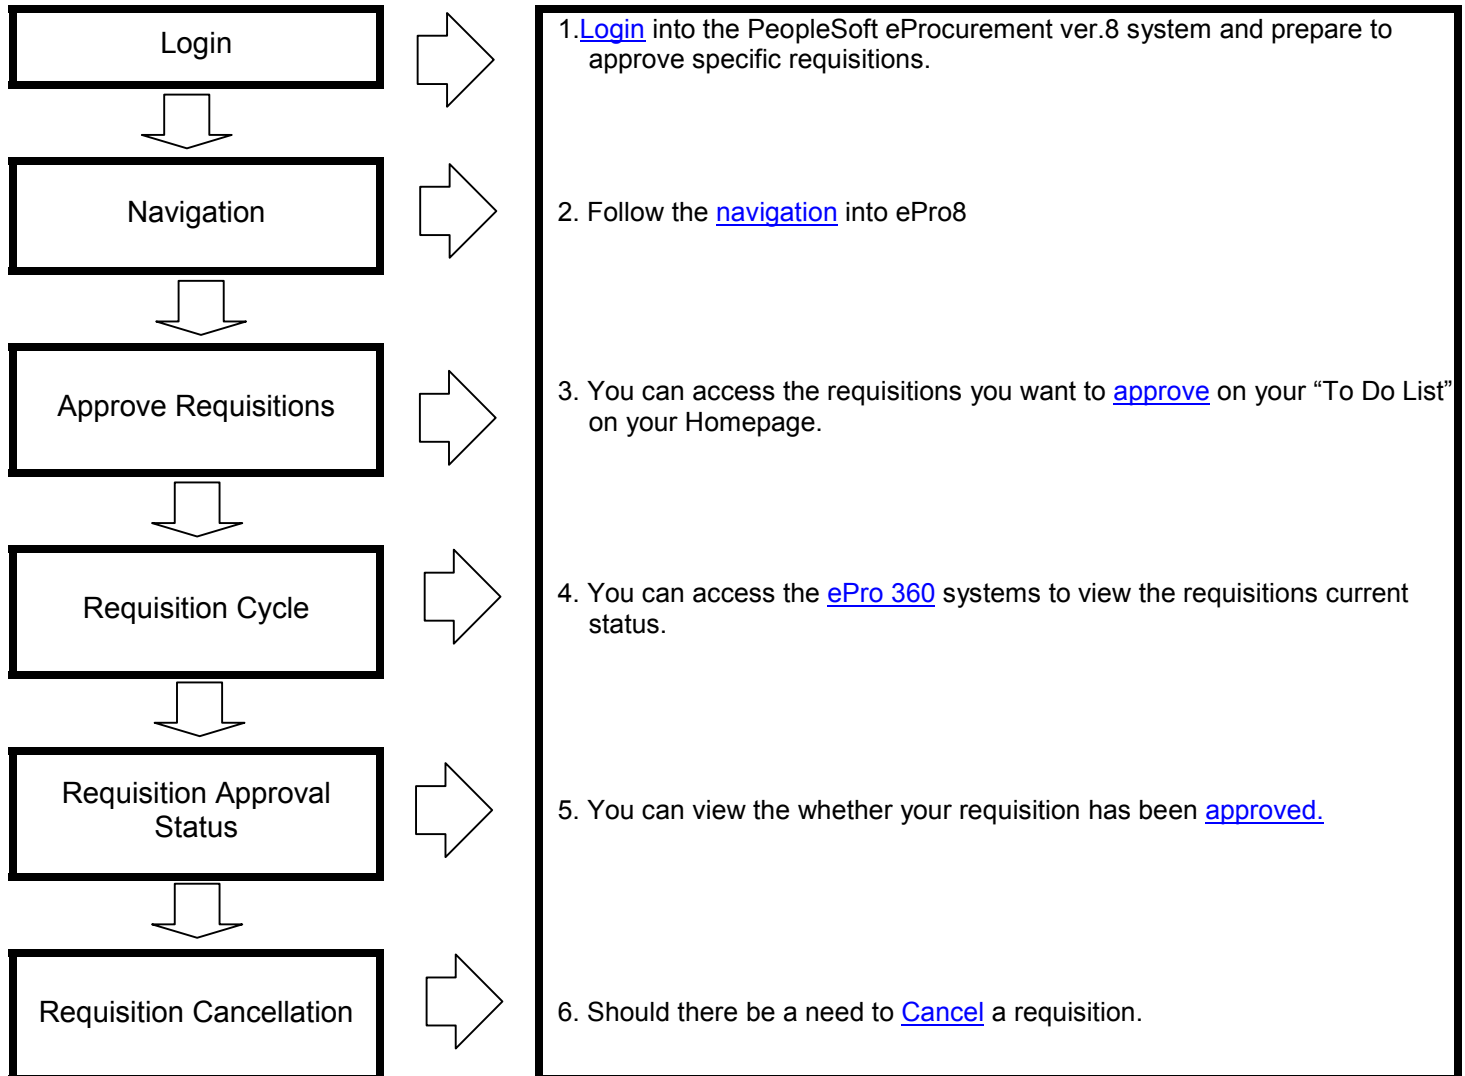 Login
1.Login into the PeopleSoft eProcurement ver.8 system and prepare to
approve specific requisitions.
Navigation
2. Follow the navigation into ePro8
Approve Requisitions
3. You can access the requisitions you want to approve on your “To Do List”
on your Homepage.
Requisition Cycle
4. You can access the ePro 360 systems to view the requisitions current
status.
Requisition Approval
Status
5. You can view the whether your requisition has been approved.
Requisition Cancellation
6. Should there be a need to Cancel a requisition.